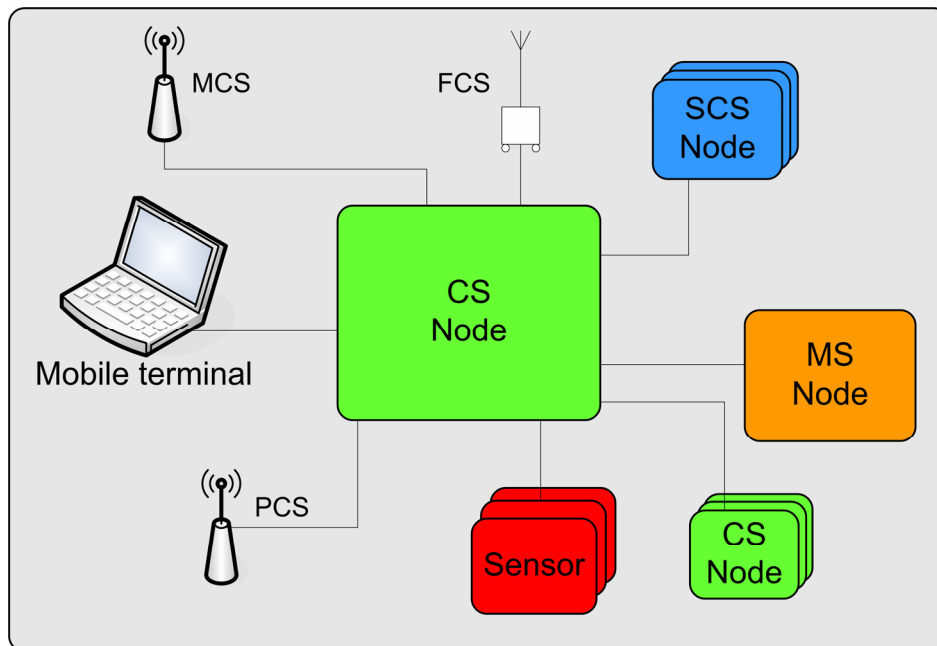 MCS
FCS
SCS
Node
CS
Node
Mobile terminal
MS
Node
PCS
Sensor
CS
Node